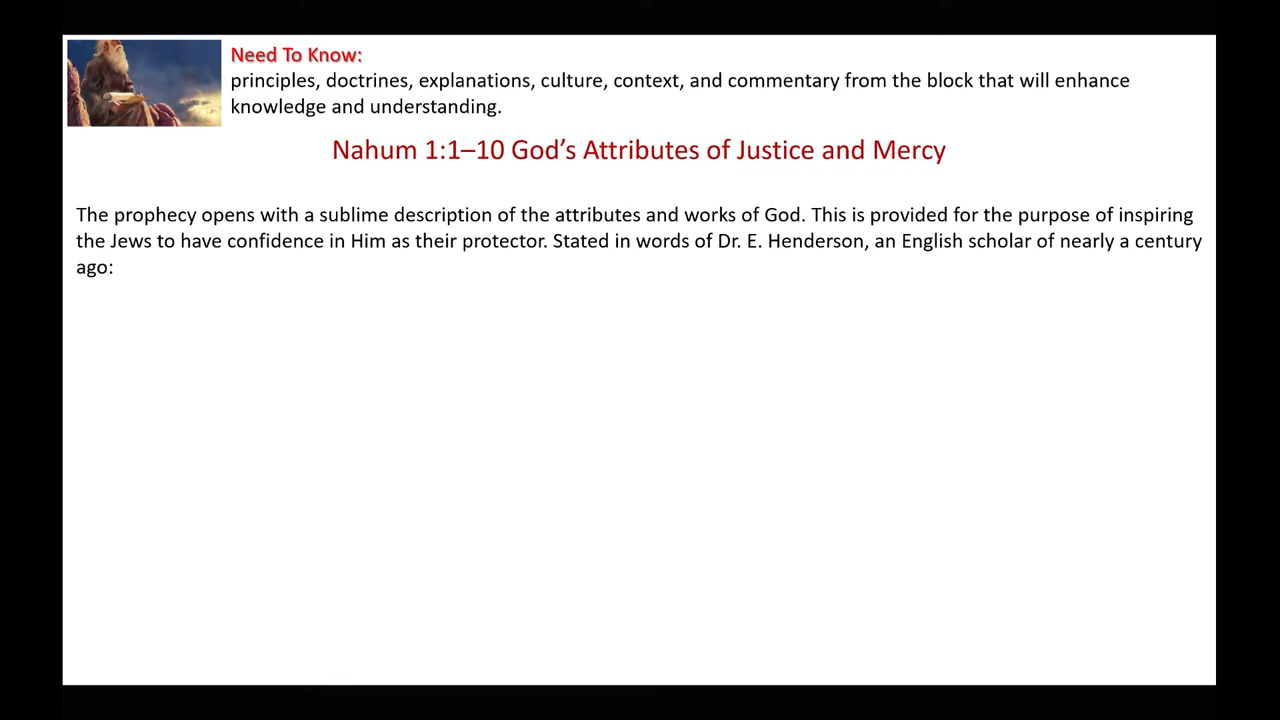 Need To Know:
principles, doctrines, explanations, culture, context, and commentary from the block that will enhance
knowledge and understanding.
Nahum 1:1–10 God’s Attributes of Justice and Mercy
The prophecy opens with a sublime description of the attributes and works of God. This is provided for the purpose of inspiring
the Jews to have confidence in Him as their protector. Stated in words of Dr. E. Henderson, an English scholar of nearly a century
ago: